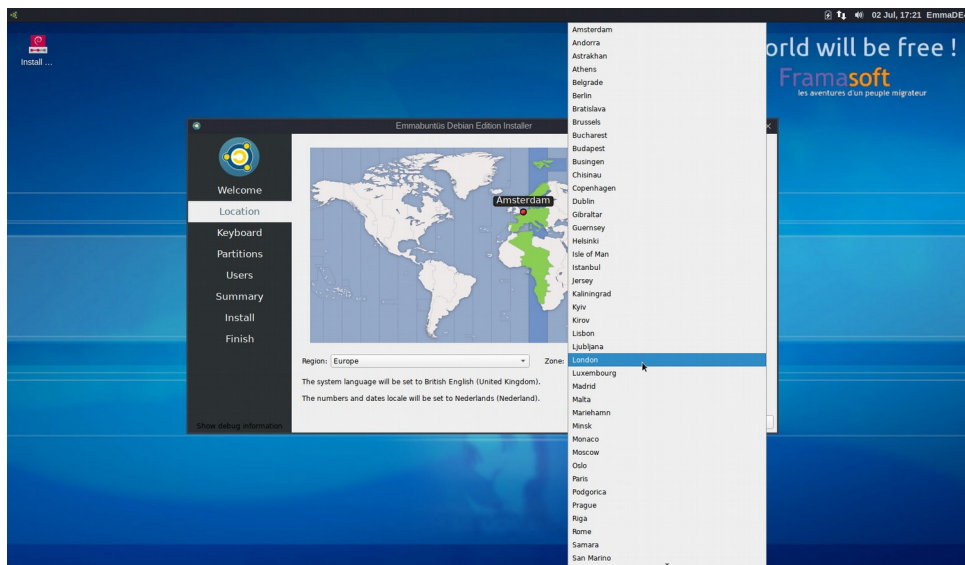 02 Jul, 17:21 EmmaDE
Install ...
orld will be free !
Framasoft
les aventures d'un peuple migrateur
Emmabuntüs Debian Edition Installer
Welcome
Location
Keyboard
Partitions
Users
Summary
Install
Finish
Show debug information
Amsterdam
Region: Europe
Zone:
The system language will be set to British English (United Kingdom).
The numbers and dates locale will be set to Nederlands (Nederland).
Amsterdam
Andorra
Astrakhan
Athens
Belgrade
Berlin
Bratislava
Brussels
Bucharest
Budapest
Busingen
Chisinau
Copenhagen
Dublin
Gibraltar
Guernsey
Helsinki
Isle of Man
Istanbul
Jersey
Kaliningrad
Kyiv
Kirov
Lisbon
Ljubljana
London
Luxembourg
Madrid
Malta
Mariehamn
Minsk
Monaco
Moscow
Oslo
Paris
Podgorica
Prague
Riga
Rome
Samara
San Marino